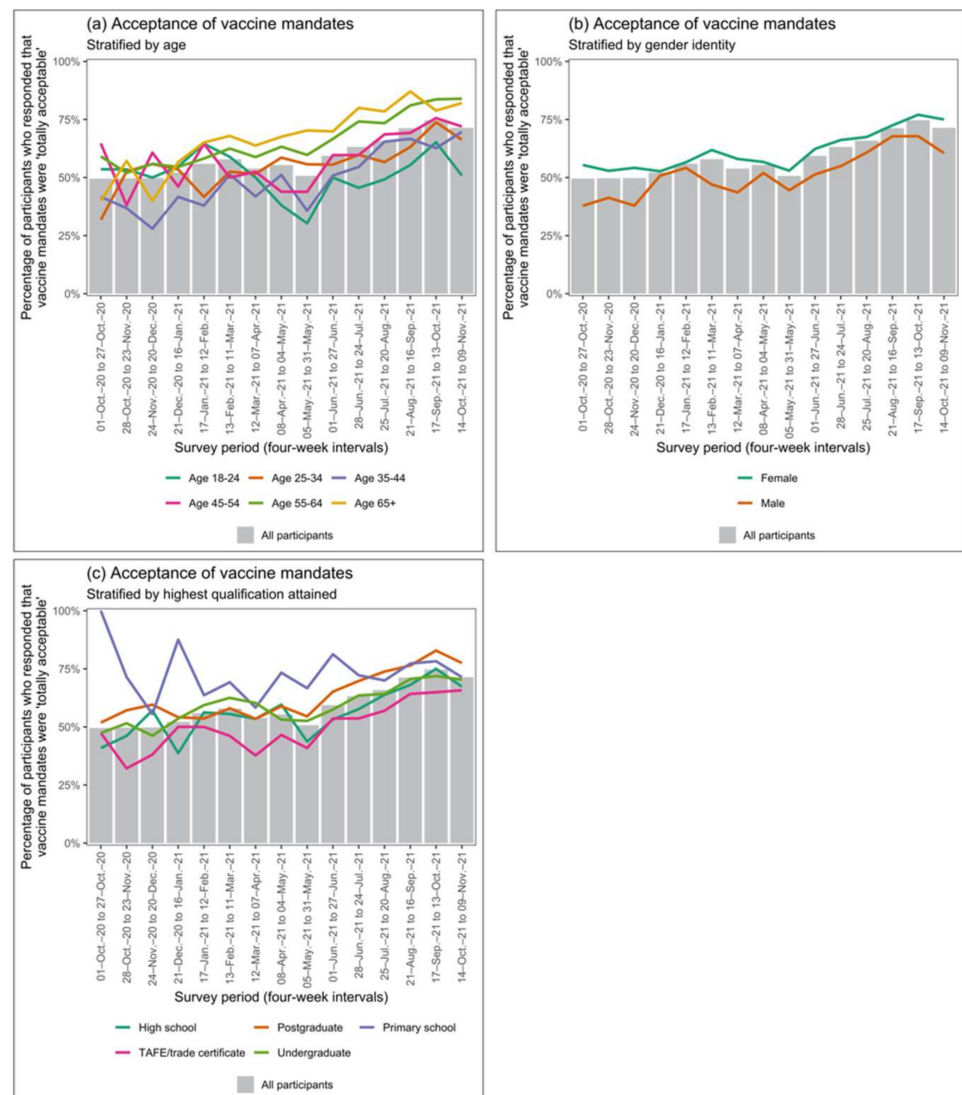 (a) Acceptance of vaccine mandates
Stratified by age
Percentage of participants who responded that
vaccine mandates were 'totally acceptable'
100%
75%
50%
25%
0%
01–Oct.–20 to 27–Oct.–20
28–Oct.–20 to 23–Nov.–20
24–Nov.–20 to 20–Dec.–20
21–Dec.–20 to 16–Jan.–21
17–Jan.–21 to 12–Feb.–21
13–Feb.–21 to 11–Mar.–21
12–Mar.–21 to 07–Apr.–21
08–Apr.–21 to 04–May.–21
05–May.–21 to 31–May.–21
01–Jun.–21 to 27–Jun.–21
28–Jun.–21 to 24–Jul.–21
25–Jul.–21 to 20–Aug.–21
21–Aug.–21 to 16–Sep.–21
17–Sep.–21 to 13–Oct.–21
14–Oct.–21 to 09–Nov.–21
Survey period (four-week intervals)
Age 18-24 Age 25-34 Age 35-44
Age 45-54 Age 55-64 Age 65+
All participants
(b) Acceptance of vaccine mandates
Stratified by gender identity
Percentage of participants who responded that
vaccine mandates were 'totally acceptable'
100%
75%
50%
25%
0%
01–Oct.–20 to 27–Oct.–20
28–Oct.–20 to 23–Nov.–20
24–Nov.–20 to 20–Dec.–20
21–Dec.–20 to 16–Jan.–21
17–Jan.–21 to 12–Feb.–21
13–Feb.–21 to 11–Mar.–21
12–Mar.–21 to 07–Apr.–21
08–Apr.–21 to 04–May.–21
05–May.–21 to 31–May.–21
01–Jun.–21 to 27–Jun.–21
28–Jun.–21 to 24–Jul.–21
25–Jul.–21 to 20–Aug.–21
21–Aug.–21 to 16–Sep.–21
17–Sep.–21 to 13–Oct.–21
14–Oct.–21 to 09–Nov.–21
Survey period (four-week intervals)
Female
Male
All participants
(c) Acceptance of vaccine mandates
Stratified by highest qualification attained
Percentage of participants who responded that
vaccine mandates were 'totally acceptable'
100%
75%
50%
25%
0%
01–Oct.–20 to 27–Oct.–20
28–Oct.–20 to 23–Nov.–20
24–Nov.–20 to 20–Dec.–20
21–Dec.–20 to 16–Jan.–21
17–Jan.–21 to 12–Feb.–21
13–Feb.–21 to 11–Mar.–21
12–Mar.–21 to 07–Apr.–21
08–Apr.–21 to 04–May.–21
05–May.–21 to 31–May.–21
01–Jun.–21 to 27–Jun.–21
28–Jun.–21 to 24–Jul.–21
25–Jul.–21 to 20–Aug.–21
21–Aug.–21 to 16–Sep.–21
17–Sep.–21 to 13–Oct.–21
14–Oct.–21 to 09–Nov.–21
Survey period (four-week intervals)
High school Postgraduate Primary school
TAFE/trade certificate Undergraduate
All participants